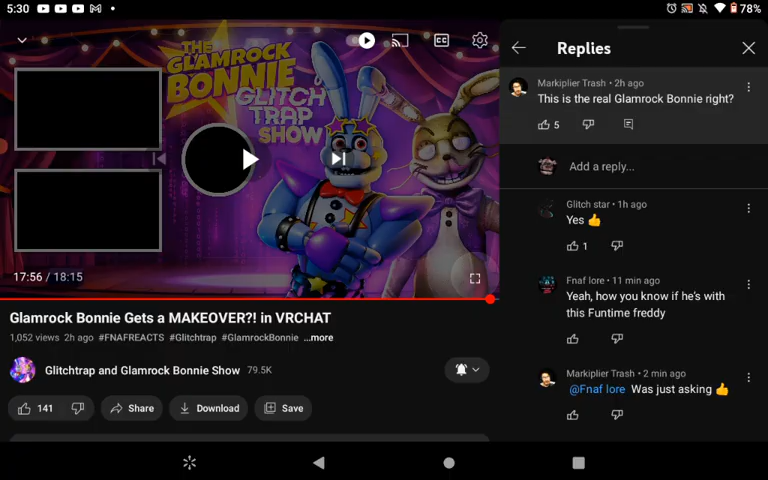 5:30
78%
THE
GLAMROCK
BONNIE
GLITCH
TRAP
SHOW
CC
17:56 / 18:15
Glamrock Bonnie Gets a MAKEOVER?! in VRCHAT
1,052 views 2h ago #FNAFREACTS #Glitchtrap #GlamrockBonnie ...more
Glitchtrap and Glamrock Bonnie Show 79.5K
141 Share Download Save
Replies
Markiplier Trash • 2h ago
This is the real Glamrock Bonnie right?
5
Add a reply...
Glitch star • 1h ago
Yes 👍
1
Fnaf lore • 11 min ago
Yeah, how you know if he's with
this Funtime freddy
Markiplier Trash • 2 min ago
@Fnaf lore Was just asking 👍